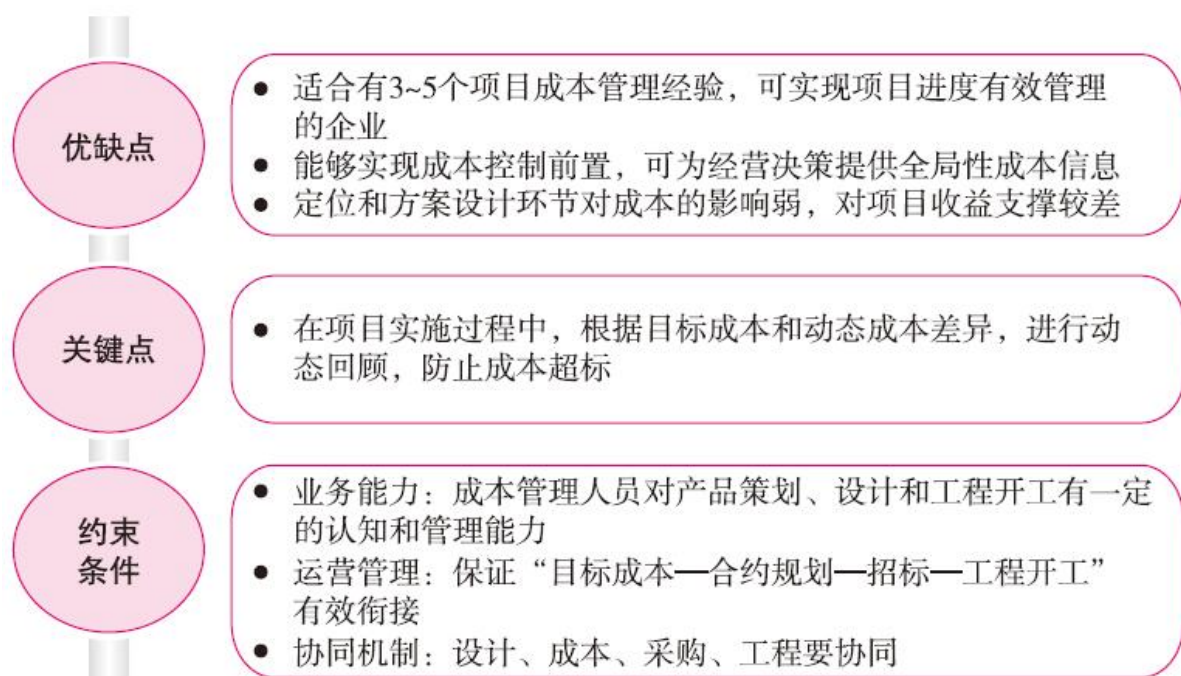 优缺点
● 适合有3~5个项目成本管理经验，可实现项目进度有效管理
的企业
● 能够实现成本控制前置，可为经营决策提供全局性成本信息
● 定位和方案设计环节对成本的影响弱，对项目收益支撑较差
关键点
● 在项目实施过程中，根据目标成本和动态成本差异，进行动
态回顾，防止成本超标
约束
条件
● 业务能力：成本管理人员对产品策划、设计和工程开工有一定
的认知和管理能力
● 运营管理：保证“目标成本—合约规划—招标—工程开工”
有效衔接
● 协同机制：设计、成本、采购、工程要协同